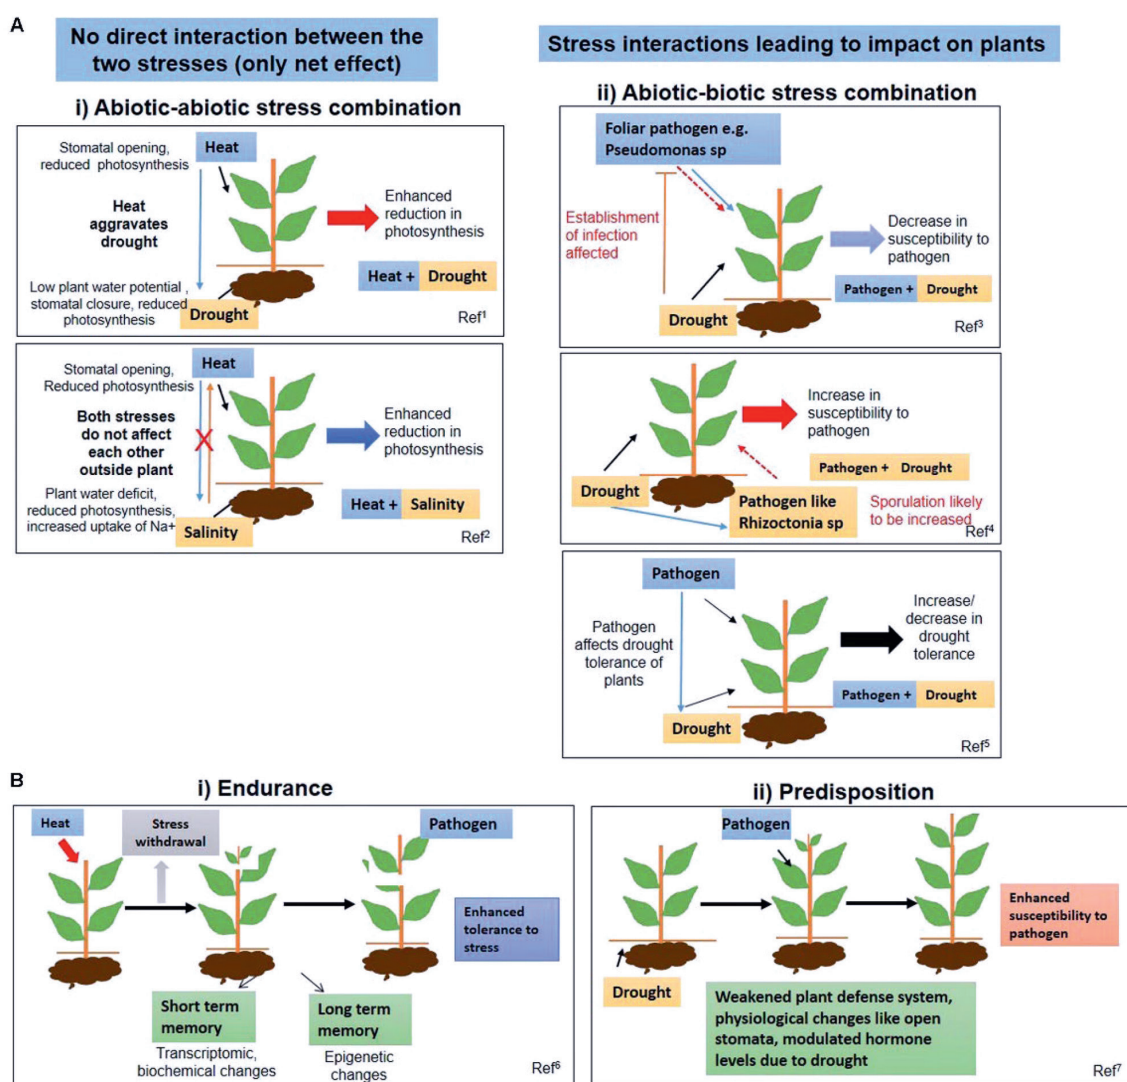 A
No direct interaction between the
two stresses (only net effect)
Stress interactions leading to impact on plants
i) Abiotic-abiotic stress combination
Stomatal opening,
reduced photosynthesis
Heat
Heat
aggravates
drought
Enhanced
reduction in
photosynthesis
Heat + Drought
Low plant water potential ,
stomatal closure, reduced
photosynthesis
Drought
Ref1
Stomatal opening,
Reduced photosynthesis
Heat
Both stresses
do not affect
each other
outside plant
X
Enhanced
reduction in
photosynthesis
Heat + Salinity
Plant water deficit,
reduced photosynthesis,
increased uptake of Na+
Salinity
Ref2
ii) Abiotic-biotic stress combination
Foliar pathogen e.g.
Pseudomonas sp
Establishment
of infection
affected
Decrease in
susceptibility to
pathogen
Pathogen + Drought
Drought
Ref3
Increase in
susceptibility to
pathogen
Pathogen + Drought
Drought
Pathogen like
Rhizoctonia sp
Sporulation likely
to be increased
Ref4
Pathogen
Pathogen
affects drought
tolerance of
plants
Increase/
decrease in
drought
tolerance
Pathogen + Drought
Drought
Ref5
B
i) Endurance
Heat
Stress
withdrawal
Pathogen
Enhanced
tolerance to
stress
Short term
memory
Transcriptomic,
biochemical changes
Long term
memory
Epigenetic
changes
Ref6
ii) Predisposition
Pathogen
Enhanced
susceptibility to
pathogen
Drought
Weakened plant defense system,
physiological changes like open
stomata, modulated hormone
levels due to drought
Ref7